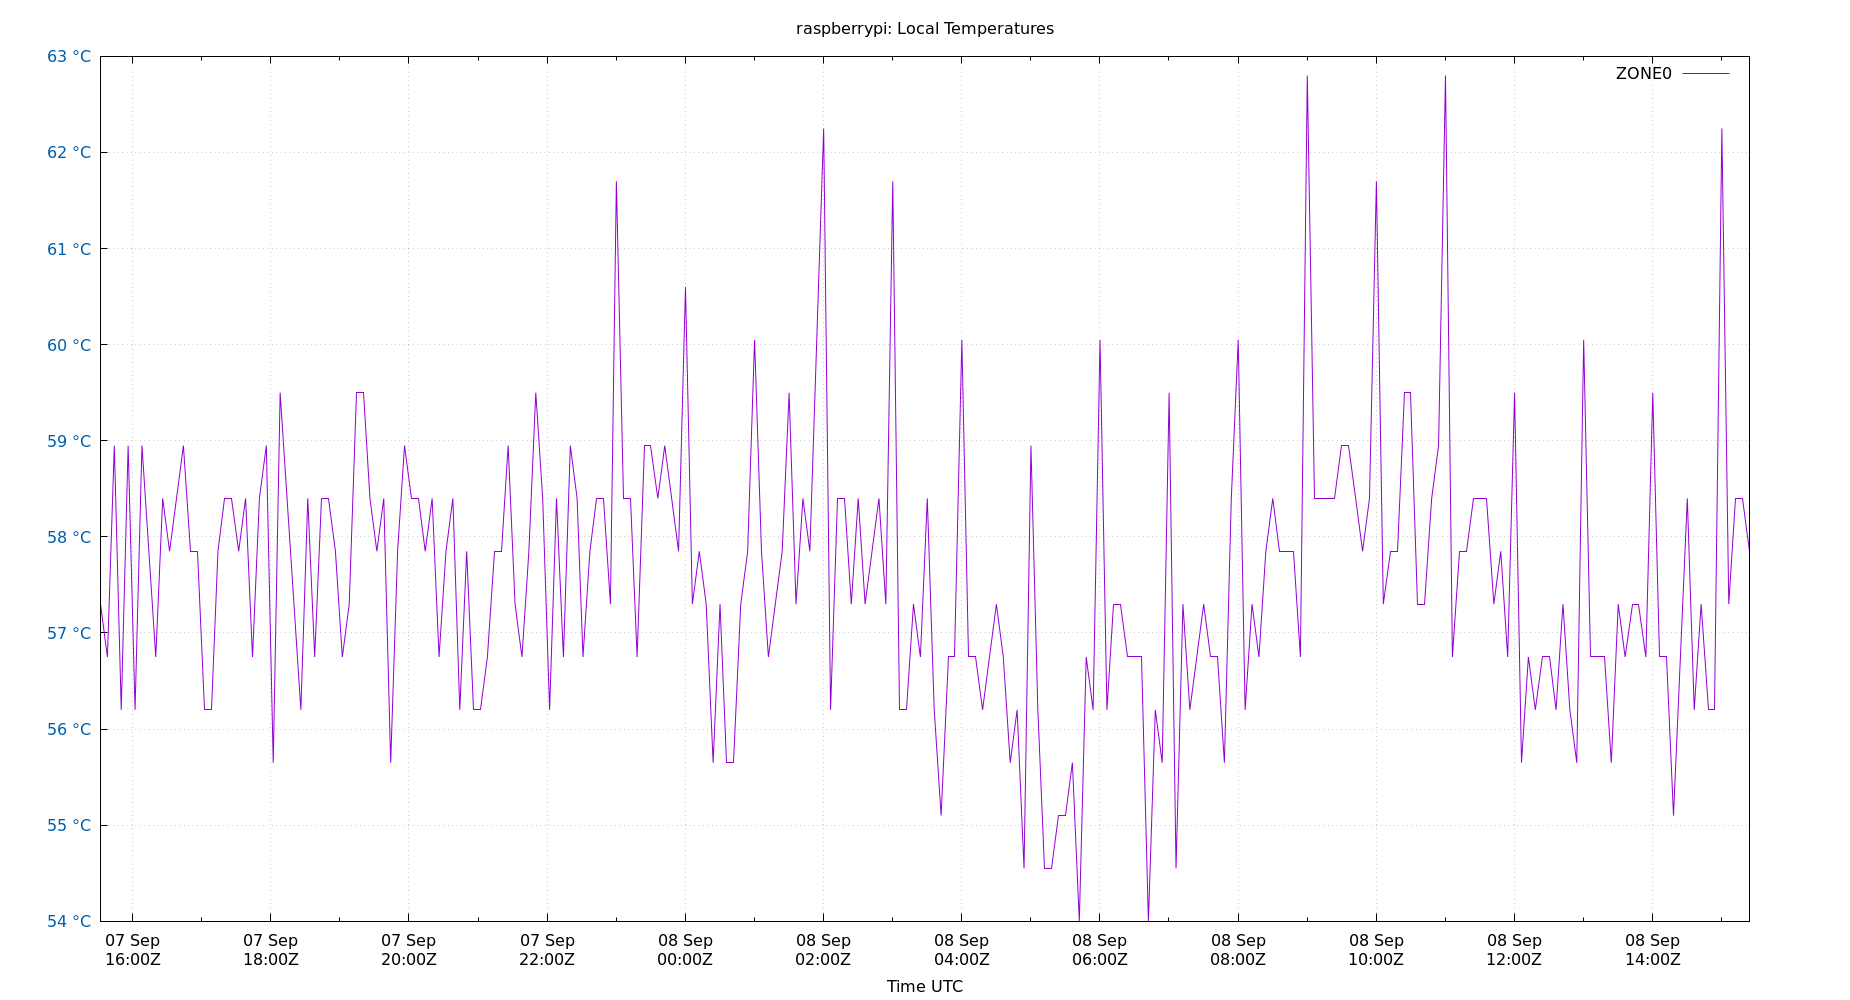 raspberrypi: Local Temperatures
63 °C
ZONE0
62 °C
61 °C
60 °C
59 °C
58 °C
57 °C
56 °C
55 °C
54 °C
07 Sep 07 Sep 07 Sep 07 Sep 08 Sep 08 Sep 08 Sep 08 Sep 08 Sep 08 Sep 08 Sep 08 Sep
16:00Z 18:00Z 20:00Z 22:00Z 00:00Z 02:00Z 04:00Z 06:00Z 08:00Z 10:00Z 12:00Z 14:00Z
Time UTC